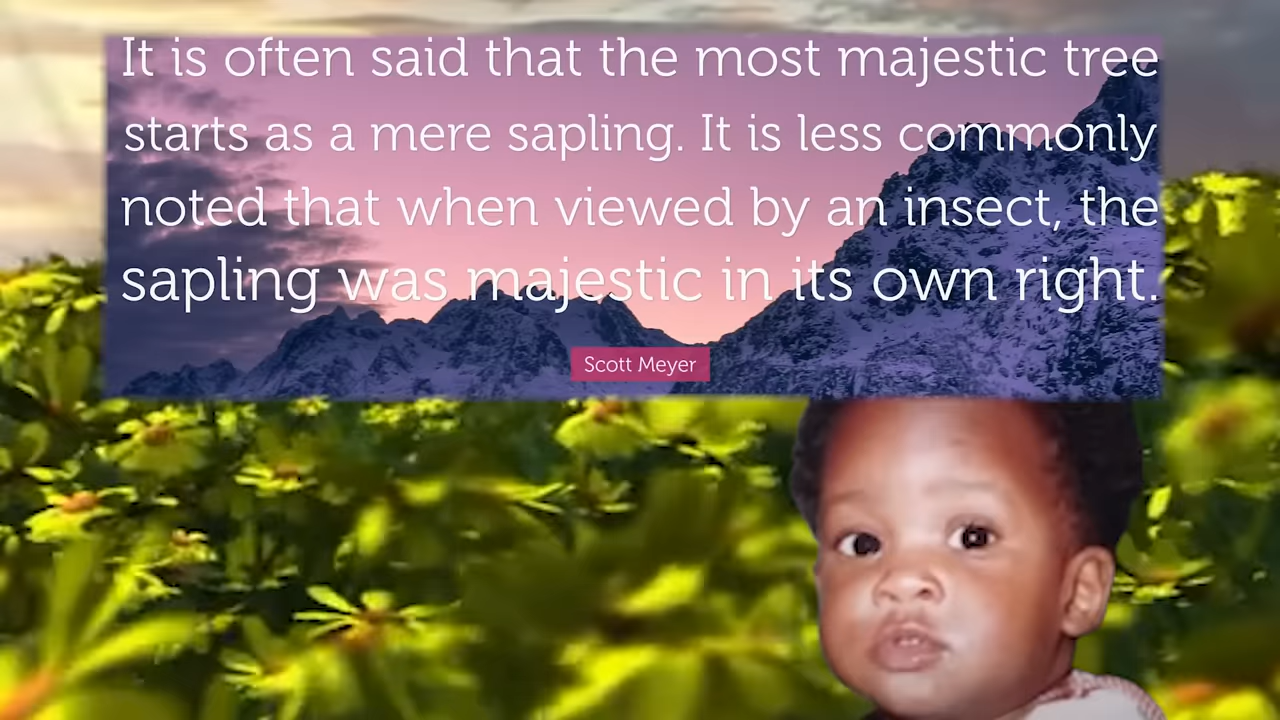 It is often said that the most majestic tree
starts as a mere sapling. It is less commonly
noted that when viewed by an insect, the
sapling was majestic in its own right.
Scott Meyer